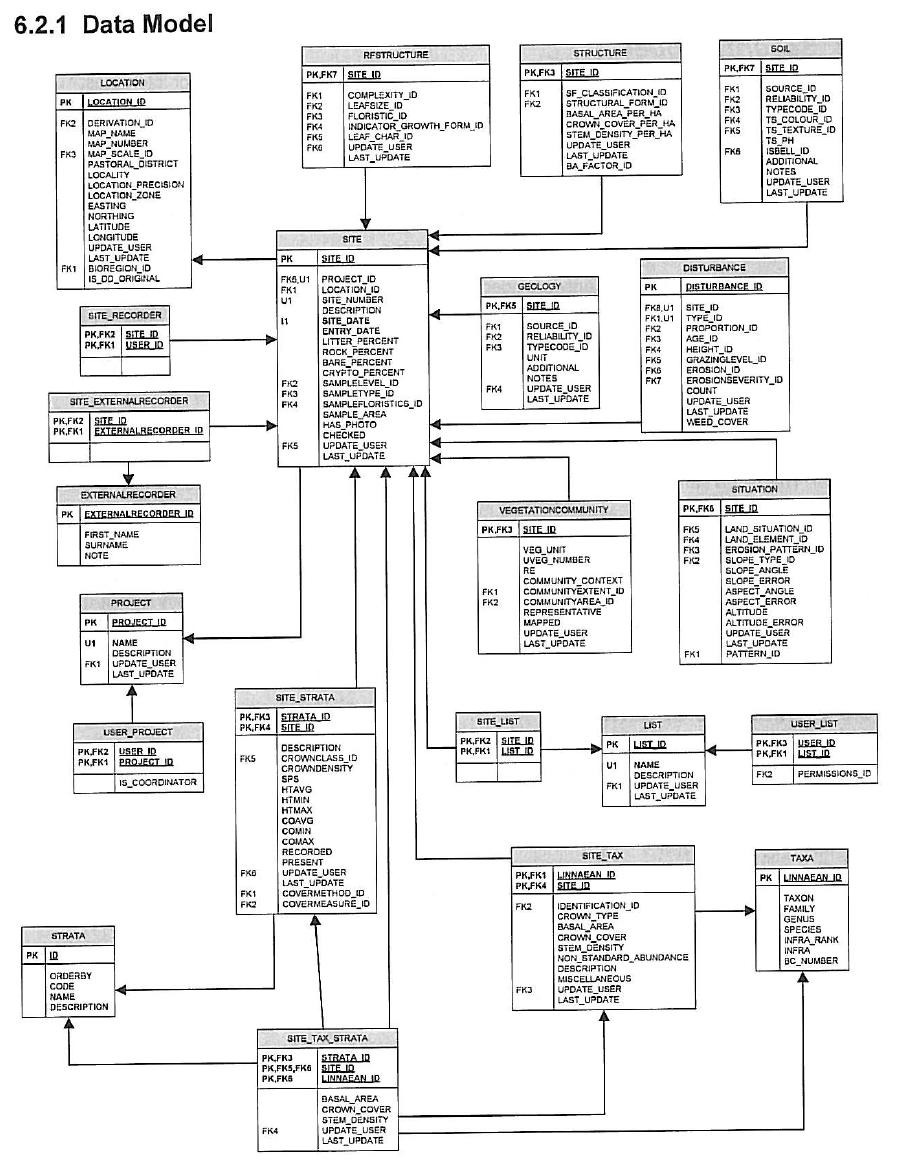 6.2.1 Data Model
LOCATION
PK LOCATION_ID
FK2 DERIVATION_ID
MAP_NAME
MAP_NUMBER
FK3 MAP_SCALE_ID
PASTORAL_DISTRICT
LOCALITY
LOCATION_PRECISION
LOCATION_ZONE
EASTING
NORTHING
LATITUDE
LONGITUDE
UPDATE_USER
LAST_UPDATE
FK1 BIOREGION_ID
IS_DD_ORIGINAL
RFSTRUCTURE
PK,FK7 SITE_ID
FK1 COMPLEXITY_ID
FK2 LEAFSIZE_ID
FK3 FLORISTIC_ID
FK4 INDICATOR_GROWTH_FORM_ID
FK5 LEAF_CHAR_ID
FK6 UPDATE_USER
LAST_UPDATE
STRUCTURE
PK,FK3 SITE_ID
FK1 SF_CLASSIFICATION_ID
FK2 STRUCTURAL_FORM_ID
BASAL_AREA_PER_HA
CROWN_COVER_PER_HA
STEM_DENSITY_PER_HA
UPDATE_USER
LAST_UPDATE
BA_FACTOR_ID
SOIL
PK,FK7 SITE_ID
FK1 SOURCE_ID
FK2 RELIABILITY_ID
FK3 TYPECODE_ID
FK4 TS_COLOUR_ID
FK5 TS_TEXTURE_ID
TS_PH
FK6 ISBELL_ID
ADDITIONAL
NOTES
UPDATE_USER
LAST_UPDATE
SITE
PK SITE_ID
FK6,U1 PROJECT_ID
FK1 LOCATION_ID
U1 SITE_NUMBER
DESCRIPTION
I1 SITE_DATE
ENTRY_DATE
LITTER_PERCENT
ROCK_PERCENT
BARE_PERCENT
CRYPTO_PERCENT
FK2 SAMPLELEVEL_ID
FK3 SAMPLETYPE_ID
FK4 SAMPLEFLORISTICS_ID
SAMPLE_AREA
HAS_PHOTO
CHECKED
FK5 UPDATE_USER
LAST_UPDATE
GEOLOGY
PK,FK5 SITE_ID
FK1 SOURCE_ID
FK2 RELIABILITY_ID
FK3 TYPECODE_ID
UNIT
ADDITIONAL
NOTES
FK4 UPDATE_USER
LAST_UPDATE
DISTURBANCE
PK DISTURBANCE_ID
FK8,U1 SITE_ID
FK1,U1 TYPE_ID
FK2 PROPORTION_ID
FK3 AGE_ID
FK4 HEIGHT_ID
FK5 GRAZINGLEVEL_ID
FK6 EROSION_ID
FK7 EROSIONSEVERITY_ID
COUNT
UPDATE_USER
LAST_UPDATE
WEED_COVER
SITE_RECORDER
PK,FK2 SITE_ID
PK,FK1 USER_ID
SITE_EXTERNALRECORDER
PK,FK2 SITE_ID
PK,FK1 EXTERNALRECORDER_ID
EXTERNALRECORDER
PK EXTERNALRECORDER_ID
FIRST_NAME
SURNAME
NOTE
VEGETATIONCOMMUNITY
PK,FK3 SITE_ID
VEG_UNIT
UVEG_NUMBER
RE
COMMUNITY_CONTEXT
FK1 COMMUNITYEXTENT_ID
FK2 COMMUNITYAREA_ID
REPRESENTATIVE
MAPPED
UPDATE_USER
LAST_UPDATE
SITUATION
PK,FK6 SITE_ID
FK5 LAND_SITUATION_ID
FK4 LAND_ELEMENT_ID
FK3 EROSION_PATTERN_ID
FK2 SLOPE_TYPE_ID
SLOPE_ANGLE
SLOPE_ERROR
ASPECT_ANGLE
ASPECT_ERROR
ALTITUDE
ALTITUDE_ERROR
UPDATE_USER
LAST_UPDATE
FK1 PATTERN_ID
PROJECT
PK PROJECT_ID
U1 NAME
DESCRIPTION
FK1 UPDATE_USER
LAST_UPDATE
USER_PROJECT
PK,FK2 USER_ID
PK,FK1 PROJECT_ID
IS_COORDINATOR
SITE_STRATA
PK,FK3 STRATA_ID
PK,FK4 SITE_ID
DESCRIPTION
FK5 CROWNCLASS_ID
CROWNDENSITY
SPS
HTAVG
HTMIN
HTMAX
COAVG
COMIN
COMAX
RECORDED
PRESENT
FK6 UPDATE_USER
LAST_UPDATE
FK1 COVERMETHOD_ID
FK2 COVERMEASURE_ID
SITE_LIST
PK,FK2 SITE_ID
PK,FK1 LIST_ID
LIST
PK LIST_ID
U1 NAME
DESCRIPTION
FK1 UPDATE_USER
LAST_UPDATE
USER_LIST
PK,FK3 USER_ID
PK,FK1 LIST_ID
FK2 PERMISSIONS_ID
SITE_TAX
PK,FK1 LINNAEAN_ID
PK,FK4 SITE_ID
FK2 IDENTIFICATION_ID
CROWN_TYPE
BASAL_AREA
CROWN_COVER
STEM_DENSITY
NON_STANDARD_ABUNDANCE
DESCRIPTION
MISCELLANEOUS
FK3 UPDATE_USER
LAST_UPDATE
TAXA
PK LINNAEAN_ID
TAXON
FAMILY
GENUS
SPECIES
INFRA_RANK
INFRA
BC_NUMBER
STRATA
PK ID
ORDERBY
CODE
NAME
DESCRIPTION
SITE_TAX_STRATA
PK,FK3 STRATA_ID
PK,FK5,FK6 SITE_ID
PK,FK6 LINNAEAN_ID
BASAL_AREA
CROWN_COVER
STEM_DENSITY
FK4 UPDATE_USER
LAST_UPDATE